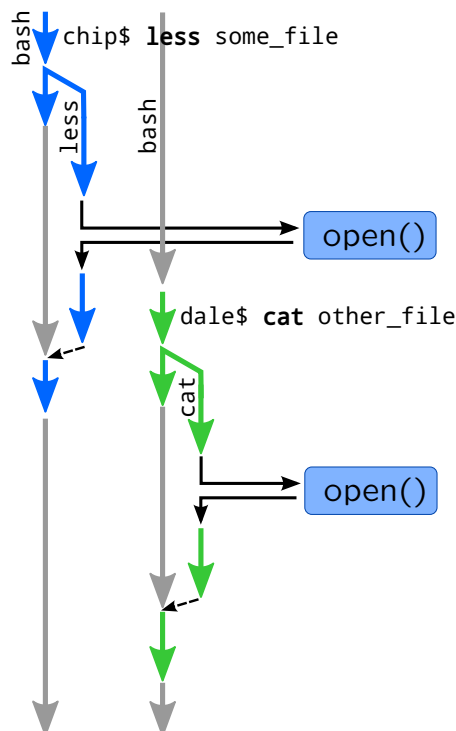 bash
chip$ less some_file
less
bash
open()
dale$ cat other_file
cat
open()